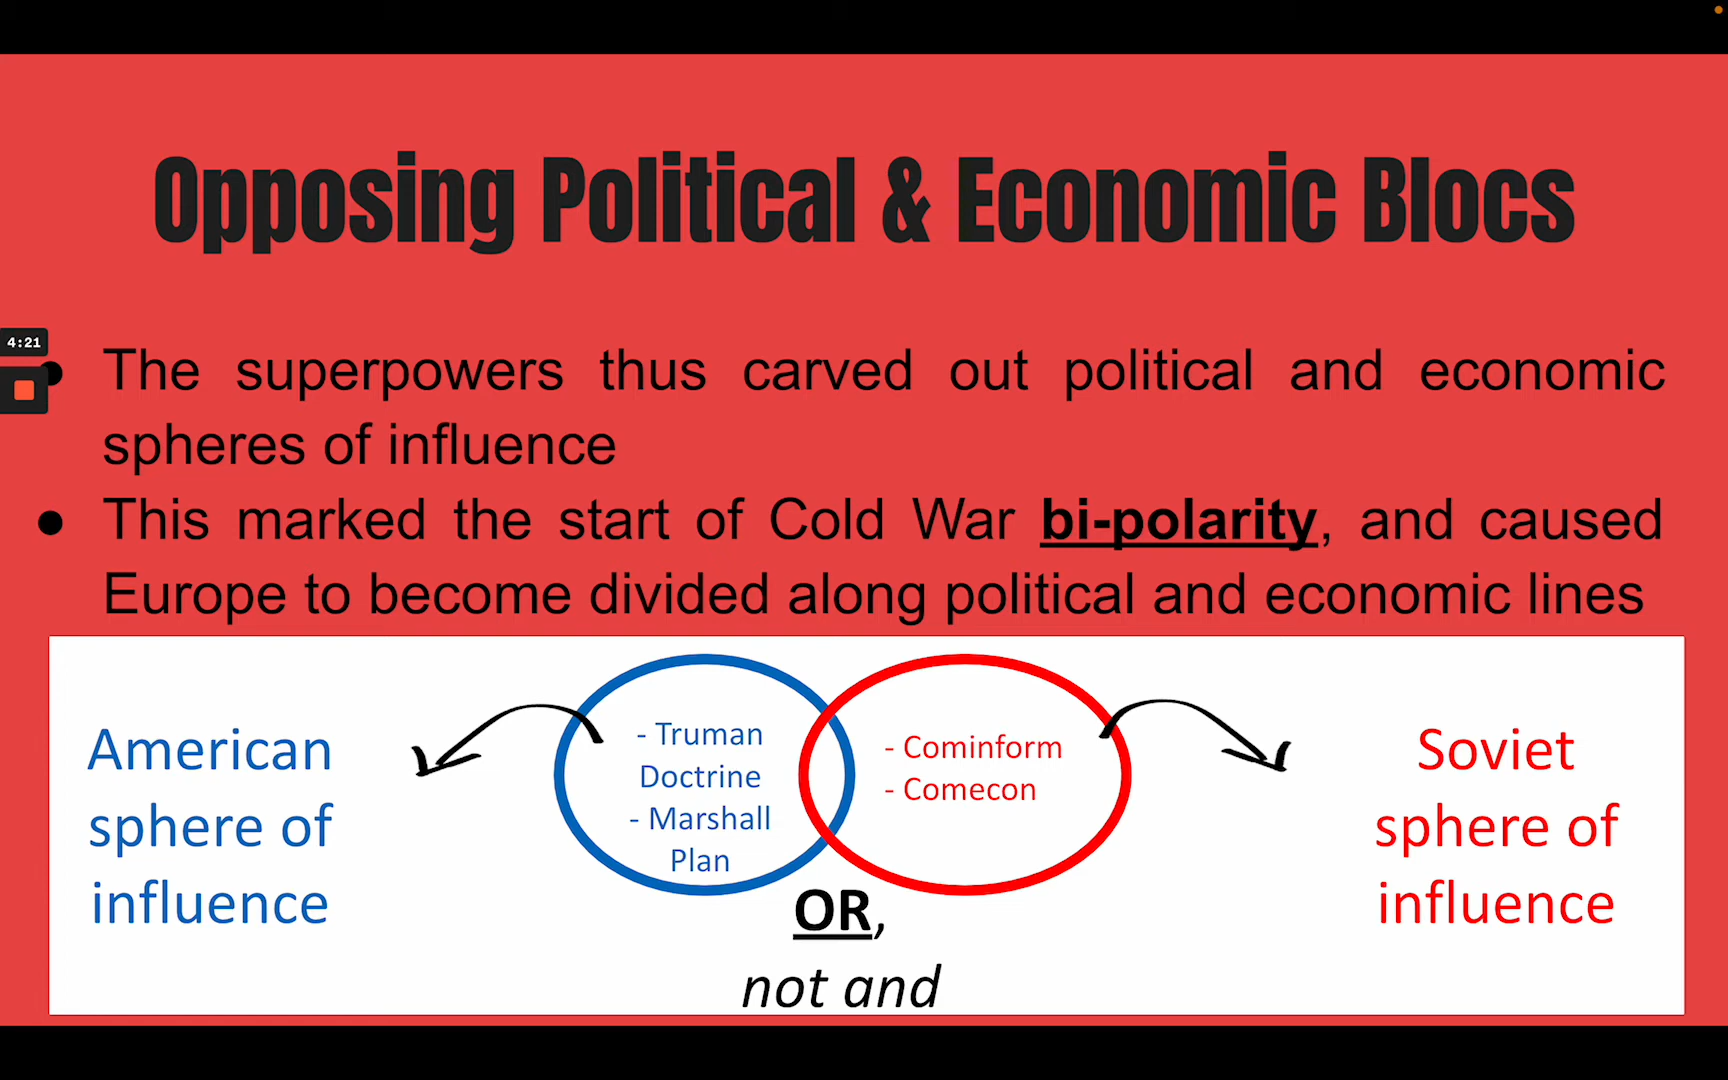 Opposing Political & Economic Blocs
4:21
● The superpowers thus carved out political and economic
spheres of influence
● This marked the start of Cold War bi-polarity, and caused
Europe to become divided along political and economic lines
American
sphere of
influence
- Truman
Doctrine
- Marshall
Plan
- Cominform
- Comecon
Soviet
sphere of
influence
OR,
not and